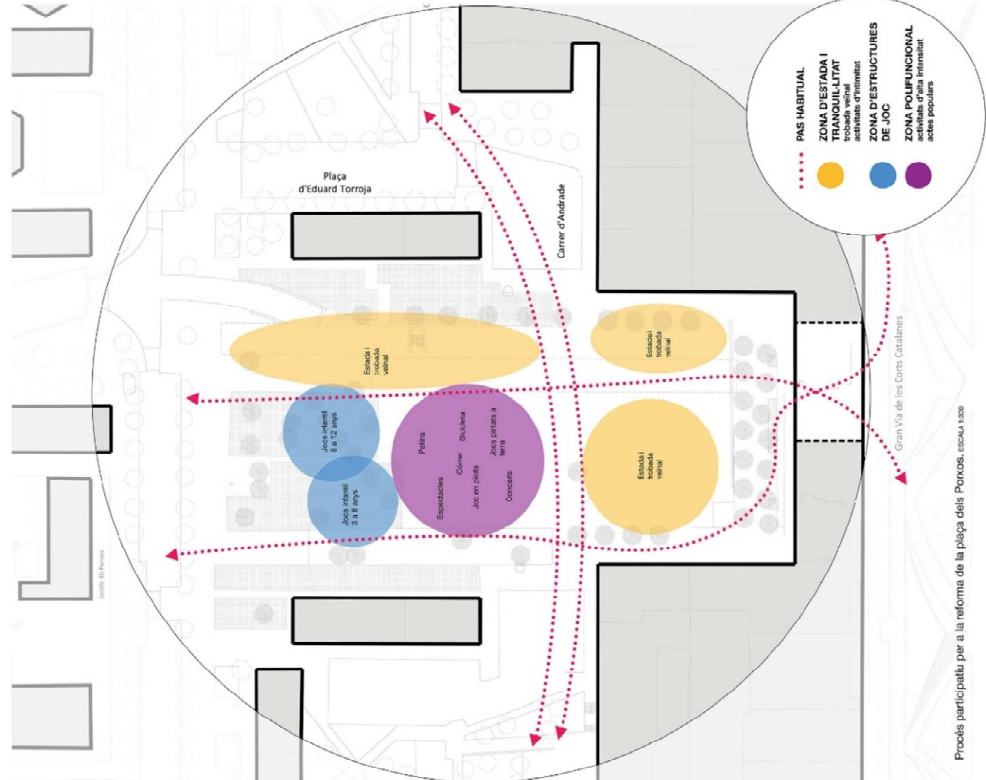 Plaça
d'Eduard Torroja
Carrer d'Andrade
Estada i
trobada
veïnal
Jocs infantil
8 a 12 anys
Jocs infantil
3 a 8 anys
Patins
Bicicleta
Córrer
Espectacles
Joc en pilota
Jocs pintats a
terra
Concerts
Estada i
trobada
veïnal
Estada i
trobada
veïnal
Gran Via de les Corts Catalanes
PAS HABITUAL
ZONA D'ESTADA I
TRANQUIL·LITAT
trobada veïnal
activitats d'intimitat
ZONA D'ESTRUCTURES
DE JOC
ZONA POLIFUNCIONAL
activitats d'alta intensitat
actes populars
Procés participatiu per a la reforma de la plaça dels Porxos. ESCALA 1:500